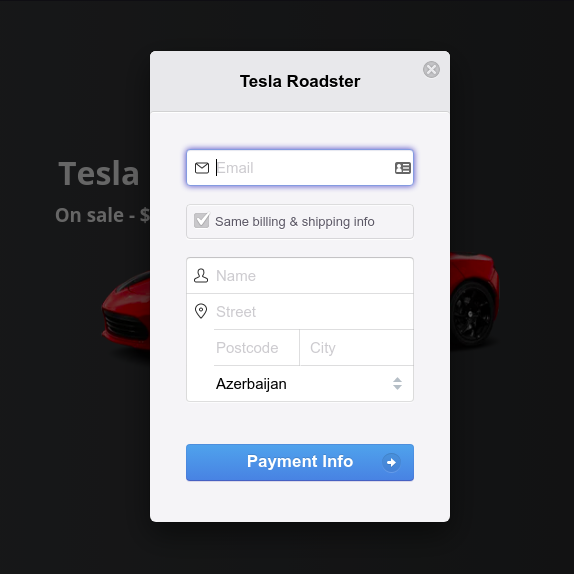 Tesla Roadster
Tesla
On sale - $
Email
Same billing & shipping info
Name
Street
Postcode City
Azerbaijan
Payment Info